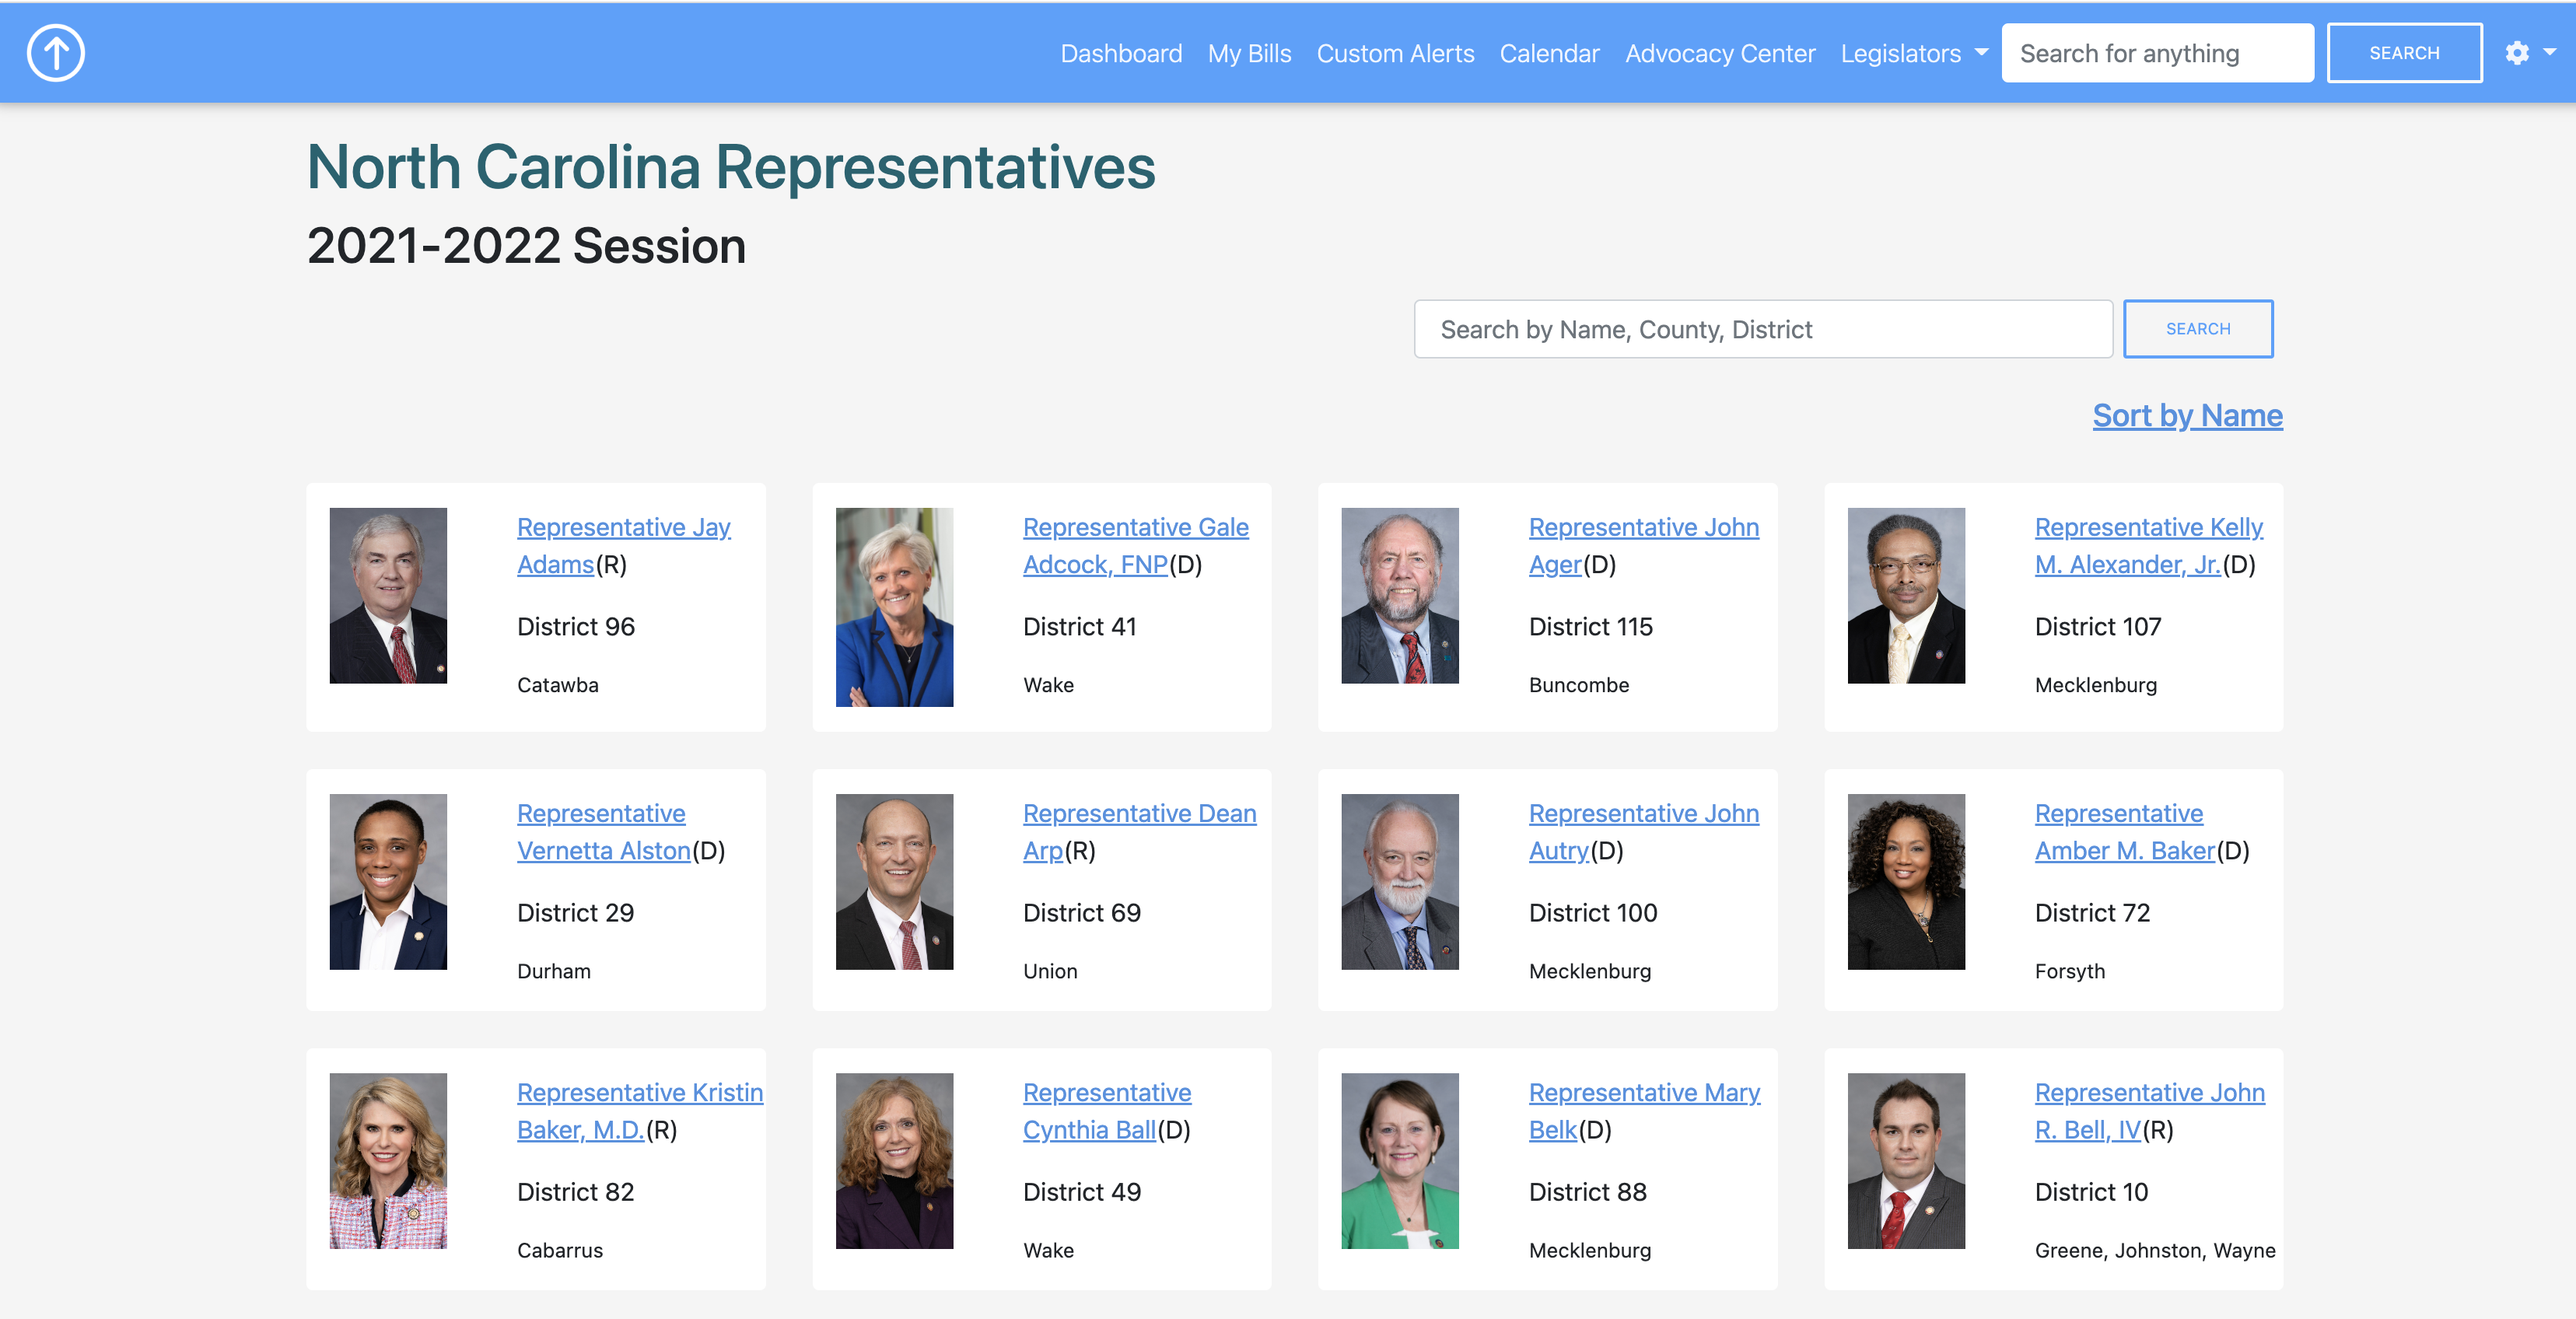 Dashboard My Bills Custom Alerts Calendar Advocacy Center Legislators Search for anything SEARCH
North Carolina Representatives
2021-2022 Session
Search by Name, County, District SEARCH
Sort by Name
Representative Jay
Adams(R)
District 96
Catawba
Representative Gale
Adcock, FNP(D)
District 41
Wake
Representative John
Ager(D)
District 115
Buncombe
Representative Kelly
M. Alexander, Jr.(D)
District 107
Mecklenburg
Representative
Vernetta Alston(D)
District 29
Durham
Representative Dean
Arp(R)
District 69
Union
Representative John
Autry(D)
District 100
Mecklenburg
Representative
Amber M. Baker(D)
District 72
Forsyth
Representative Kristin
Baker, M.D.(R)
District 82
Cabarrus
Representative
Cynthia Ball(D)
District 49
Wake
Representative Mary
Belk(D)
District 88
Mecklenburg
Representative John
R. Bell, IV(R)
District 10
Greene, Johnston, Wayne